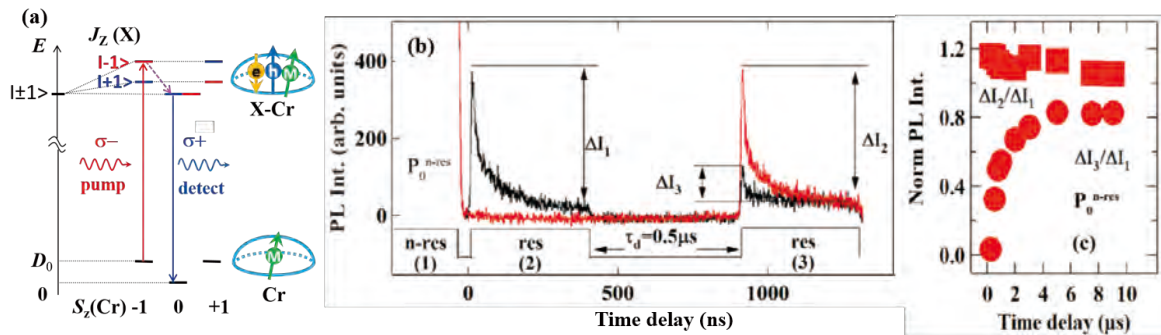 (a)
E
J_Z (X)
I-1>
I+1>
I±1>
e
h
M
X-Cr
σ−
pump
σ+
detect
D_0
0
M
Cr
S_z(Cr) -1 0 +1
(b)
PL Int. (arb. units)
400
300
200
100
0
P_0^{n-res}
ΔI_1
ΔI_2
ΔI_3
τ_d=0.5μs
n-res
(1)
res
(2)
res
(3)
0 500 1000
Time delay (ns)
Norm PL Int.
1.2
0.8
0.4
0.0
ΔI_2/ΔI_1
ΔI_3/ΔI_1
P_0^{n-res}
(c)
0 2 4 6 8 10
Time delay (μs)